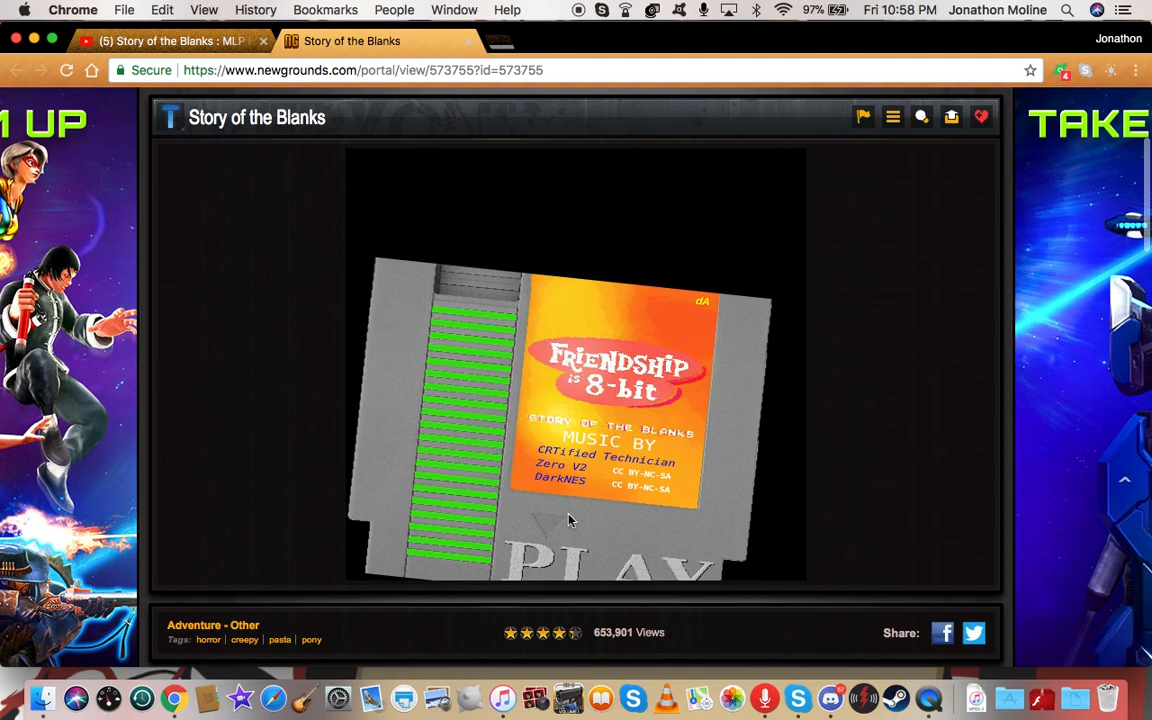 Chrome File Edit View History Bookmarks People Window Help 97% Fri 10:58 PM Jonathon Moline
(5) Story of the Blanks : MLP Story of the Blanks Jonathon
Secure https://www.newgrounds.com/portal/view/573755?id=573755
4
M UP
TAKE
T Story of the Blanks
dA
FRiENDSHiP
is 8-bit
STORY OF THE BLANKS
MUSIC BY
CRTified Technician
Zero V2 CC BY-NC-SA
DarkNES CC BY-NC-SA
PLAY
Adventure - Other
Tags: horror | creepy | pasta | pony
653,901 Views
Share: